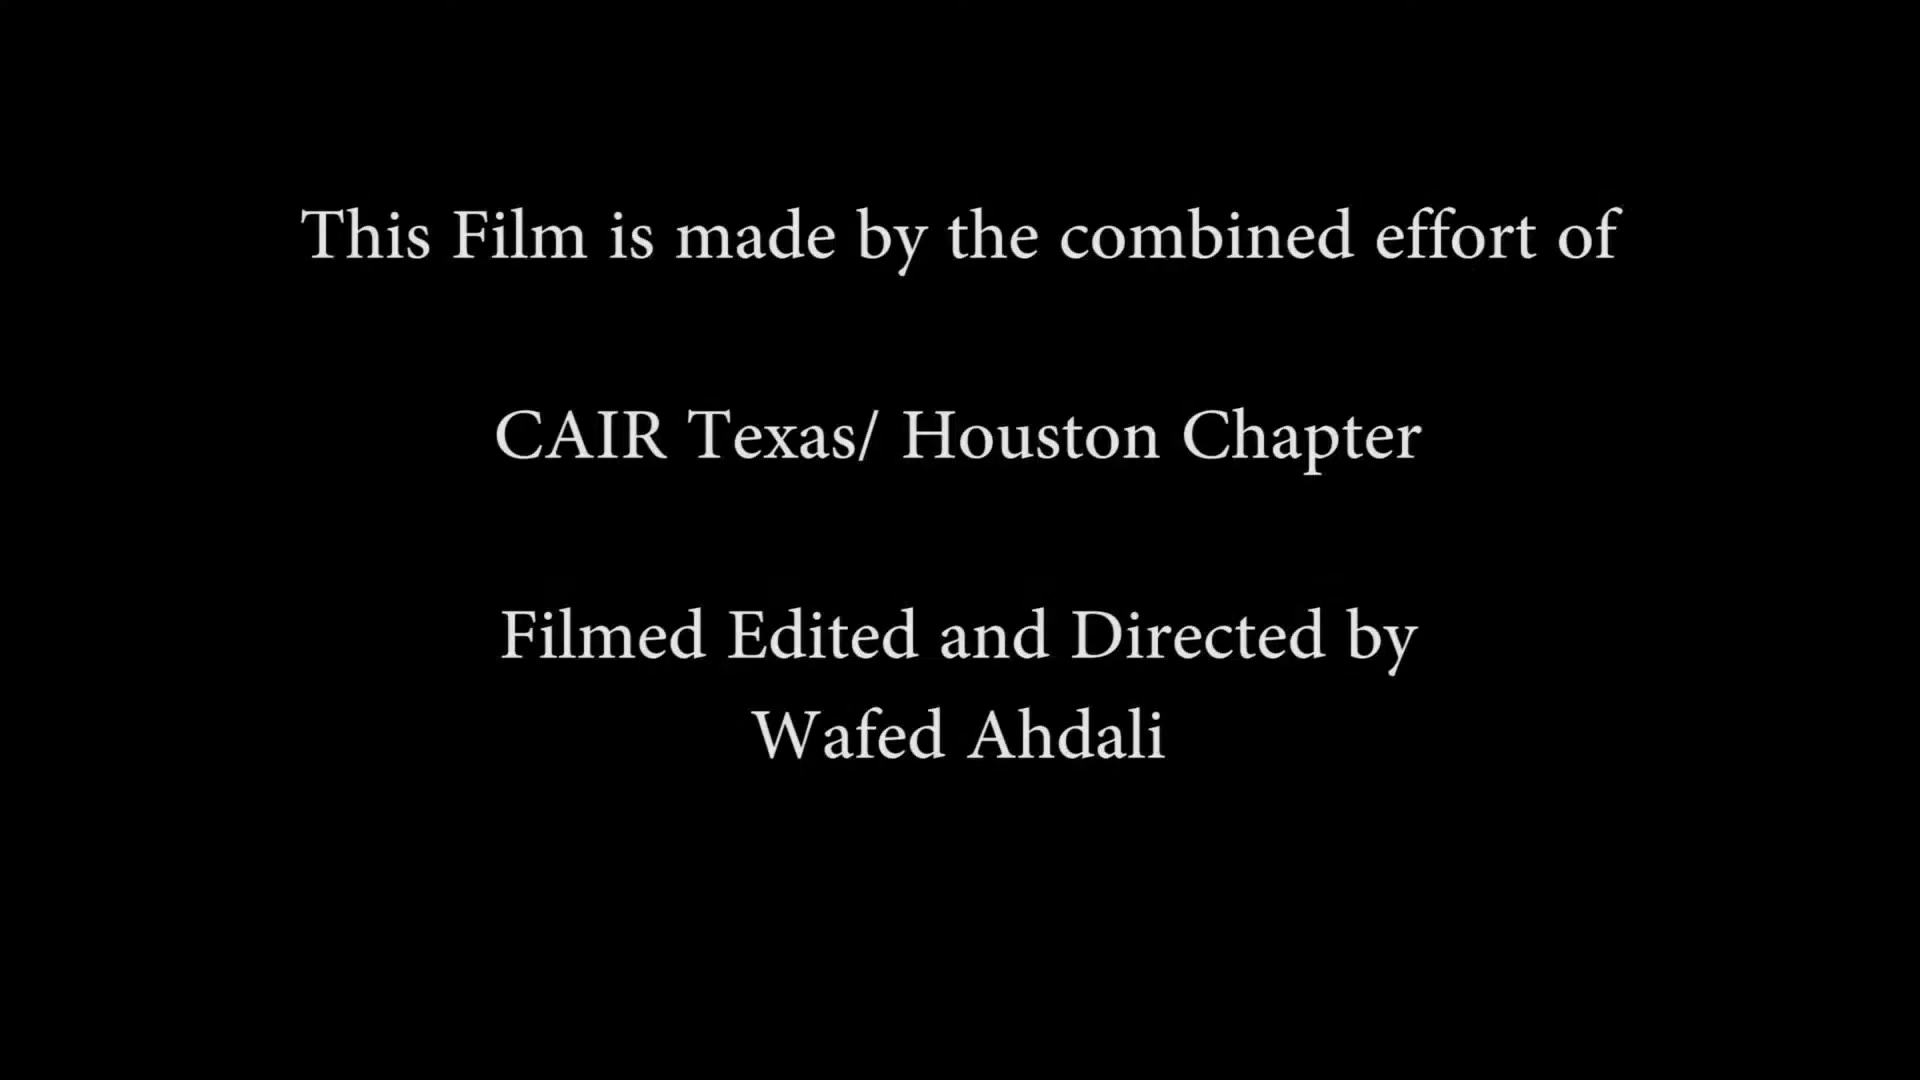 This Film is made by the combined effort of
CAIR Texas/ Houston Chapter
Filmed Edited and Directed by
Wafed Ahdali